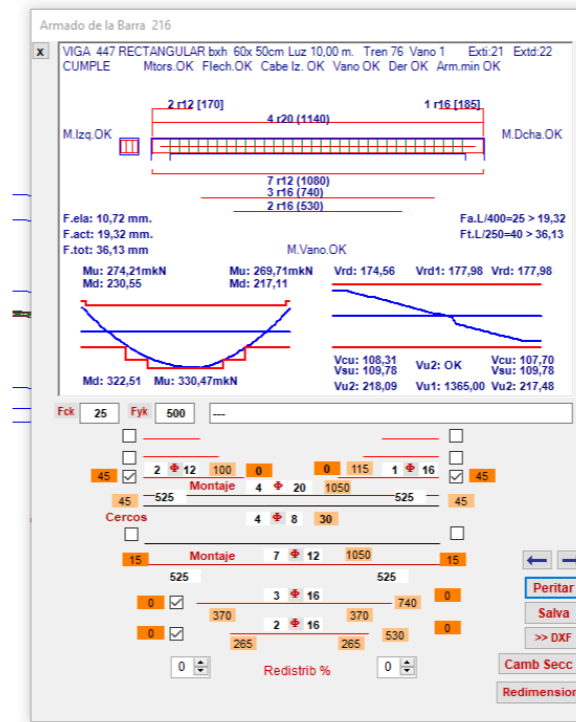 Armado de la Barra 216
x
VIGA 447 RECTANGULAR bxh 60x 50cm Luz 10,00 m. Tren 76 Vano 1 Exti:21 Extd:22
CUMPLE Mtors.OK Flech.OK Cabe Iz. OK Vano OK Der OK Arm.min OK
2 r12 [170] 1 r16 [185]
4 r20 (1140)
M.Izq.OK M.Dcha.OK
7 r12 (1080)
3 r16 (740)
2 r16 (530)
F.ela: 10,72 mm. Fa.L/400=25 > 19,32
F.act: 19,32 mm. Ft.L/250=40 > 36,13
F.tot: 36,13 mm M.Vano.OK
Mu: 274,21mkN Mu: 269,71mkN Vrd: 174,56 Vrd1: 177,98 Vrd: 177,98
Md: 230,55 Md: 217,11
Vcu: 108,31 Vcu: 107,70
Vsu: 109,78 Vu2: OK Vsu: 109,78
Md: 322,51 Mu: 330,47mkN Vu2: 218,09 Vu1: 1365,00 Vu2: 217,48
Fck 25 Fyk 500 ---
45 2 Φ 12 100 0 0 115 1 Φ 16 45
Montaje 4 Φ 20 1050
45 525 525 45
Cercos 4 Φ 8 30
15 Montaje 7 Φ 12 1050 15
525 525
0 3 Φ 16 740 0
370 370
0 2 Φ 16 530 0
265 265
0 Redistrib % 0
Peritar
Salva
>> DXF
Camb Secc
Redimension